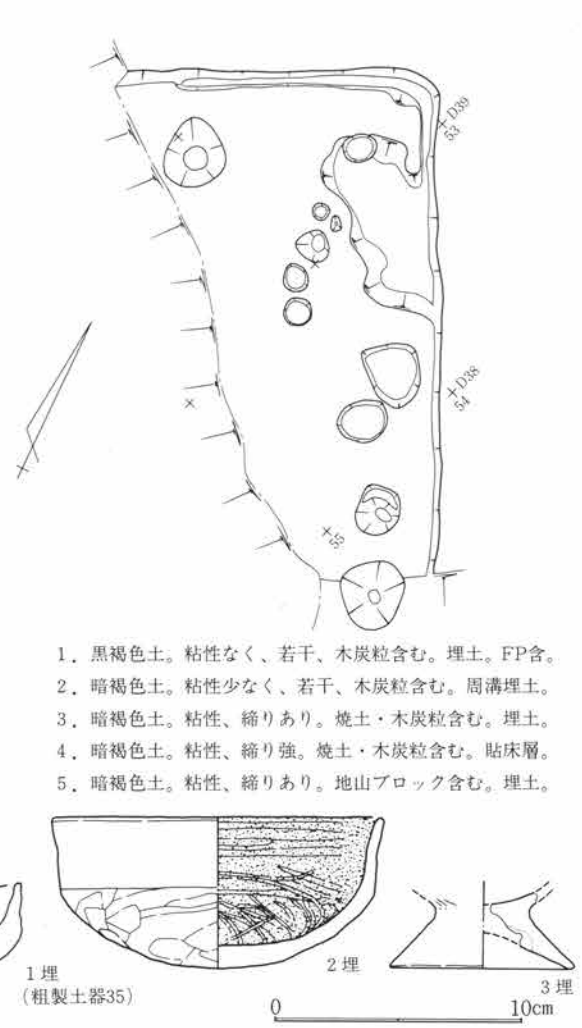 D39
53
D38
54
55
1．黒褐色土。粘性なく、若干、木炭粒含む。埋土。FP含。
2．暗褐色土。粘性少なく、若干、木炭粒含む。周溝埋土。
3．暗褐色土。粘性、締りあり。焼土・木炭粒含む。埋土。
4．暗褐色土。粘性、締り強。焼土・木炭粒含む。貼床層。
5．暗褐色土。粘性、締りあり。地山ブロック含む。埋土。
1埋
(粗製土器35)
2埋
3埋
0 10cm